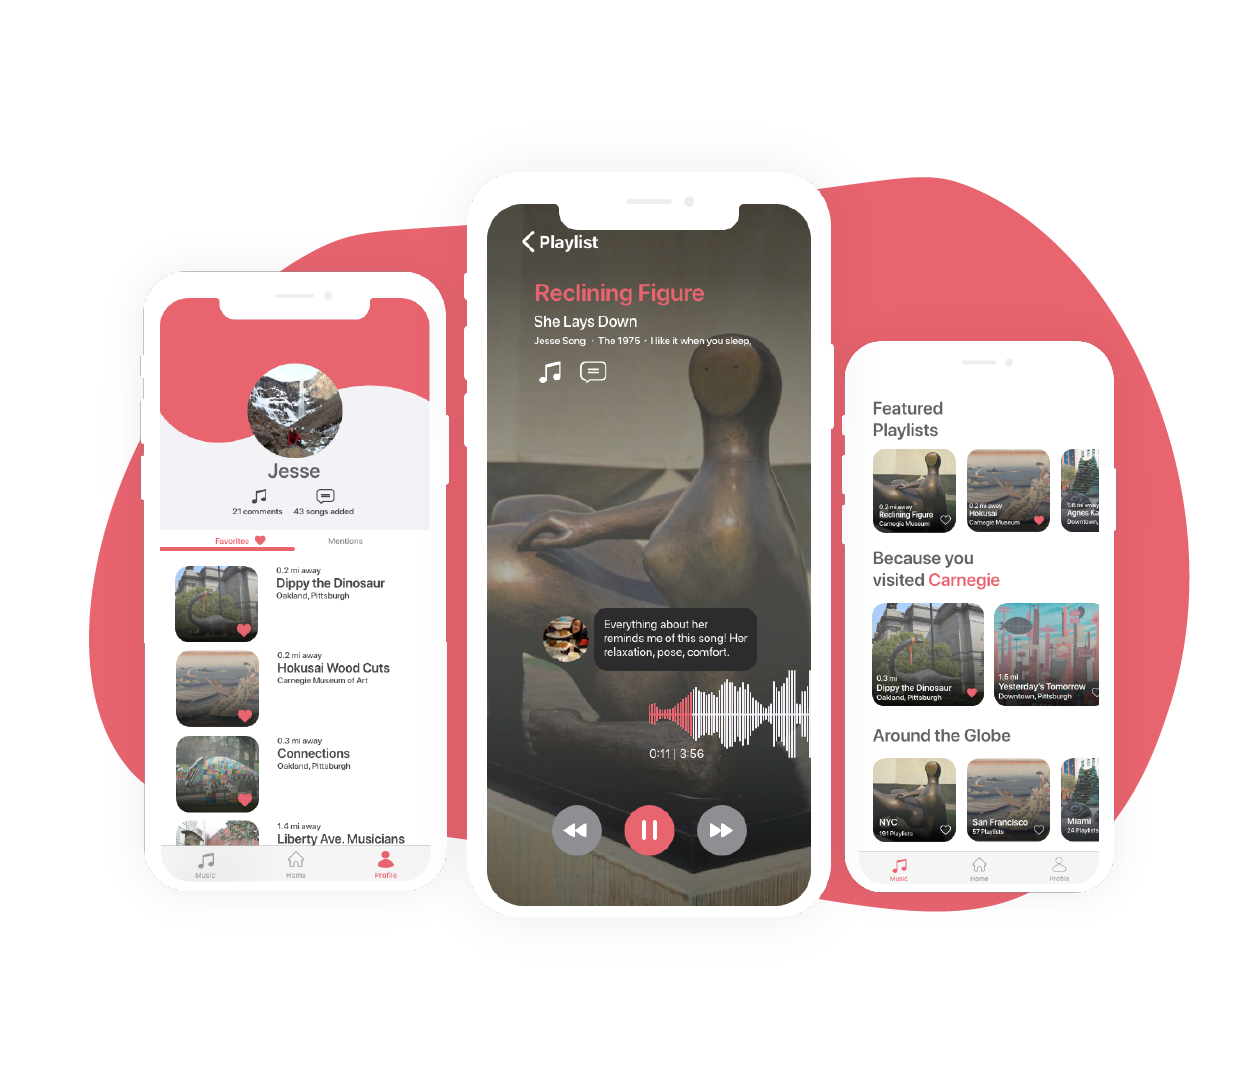 Jesse
21 comments
43 songs added
Favorites
Mentions
0.2 mi away
Dippy the Dinosaur
Oakland, Pittsburgh
0.2 mi away
Hokusai Wood Cuts
Carnegie Museum of Art
0.3 mi away
Connections
Oakland, Pittsburgh
1.4 mi away
Liberty Ave. Musicians
Music
Home
Profile
Playlist
Reclining Figure
She Lays Down
Jesse Song · The 1975 · I like it when you sleep,
Everything about her
reminds me of this song! Her
relaxation, pose, comfort.
0:11 | 3:56
Featured
Playlists
0.2 mi away
Reclining Figure
Carnegie Museum
0.2 mi away
Hokusai
Carnegie Museum
1.6 mi away
Agnes Ka
Downtown,
Because you
visited Carnegie
0.3 mi
Dippy the Dinosaur
Oakland, Pittsburgh
1.5 mi
Yesterday's Tomorrow
Downtown, Pittsburgh
Around the Globe
NYC
191 Playlists
San Francisco
57 Playlists
Miami
24 Playlists
Music
Home
Profile